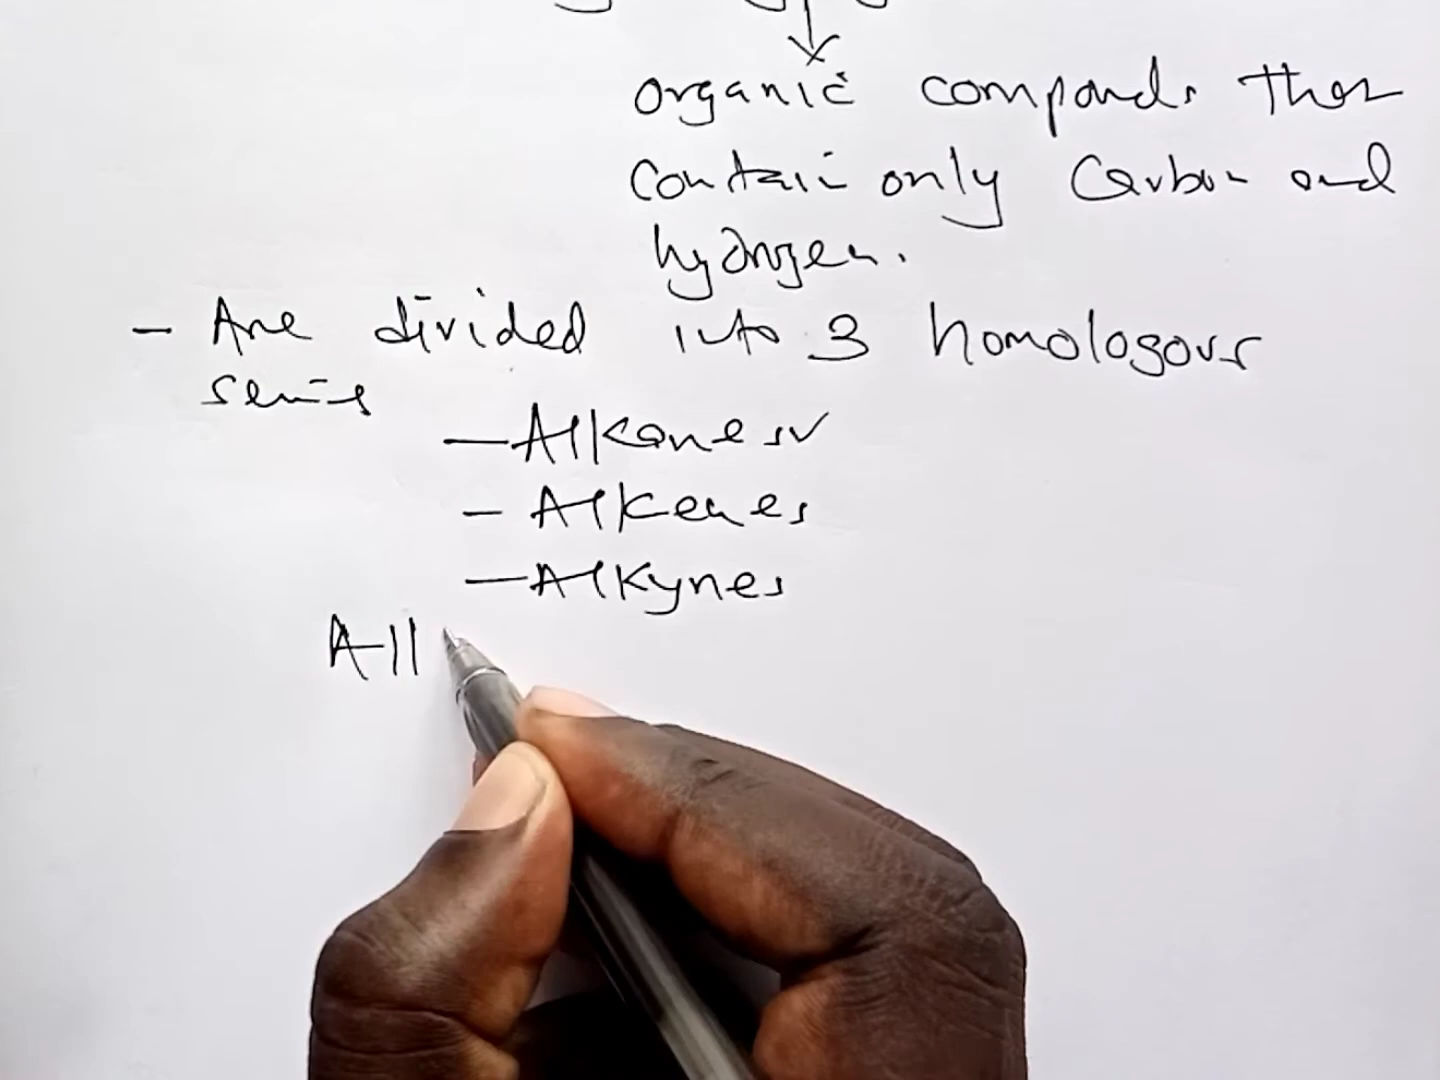 organic compounds that
contain only carbon and
hydrogen.
- Are divided into 3 homologous
series
- Alkanes ✓
- Alkenes
- Alkynes
All